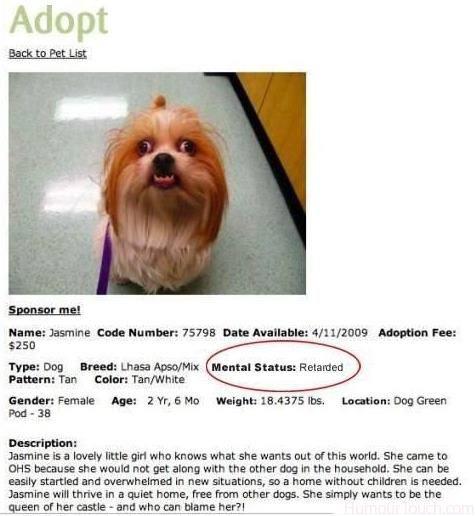 Adopt
Back to Pet List
Sponsor me!
Name: Jasmine Code Number: 75798 Date Available: 4/11/2009 Adoption Fee:
$250
Type: Dog Breed: Lhasa Apso/Mix Mental Status: Retarded
Pattern: Tan Color: Tan/White
Gender: Female Age: 2 Yr, 6 Mo Weight: 18.4375 lbs. Location: Dog Green
Pod - 38
Description:
Jasmine is a lovely little girl who knows what she wants out of this world. She came to
OHS because she would not get along with the other dog in the household. She can be
easily startled and overwhelmed in new situations, so a home without children is needed.
Jasmine will thrive in a quiet home, free from other dogs. She simply wants to be the
queen of her castle - and who can blame her?!
HumourTouch.com